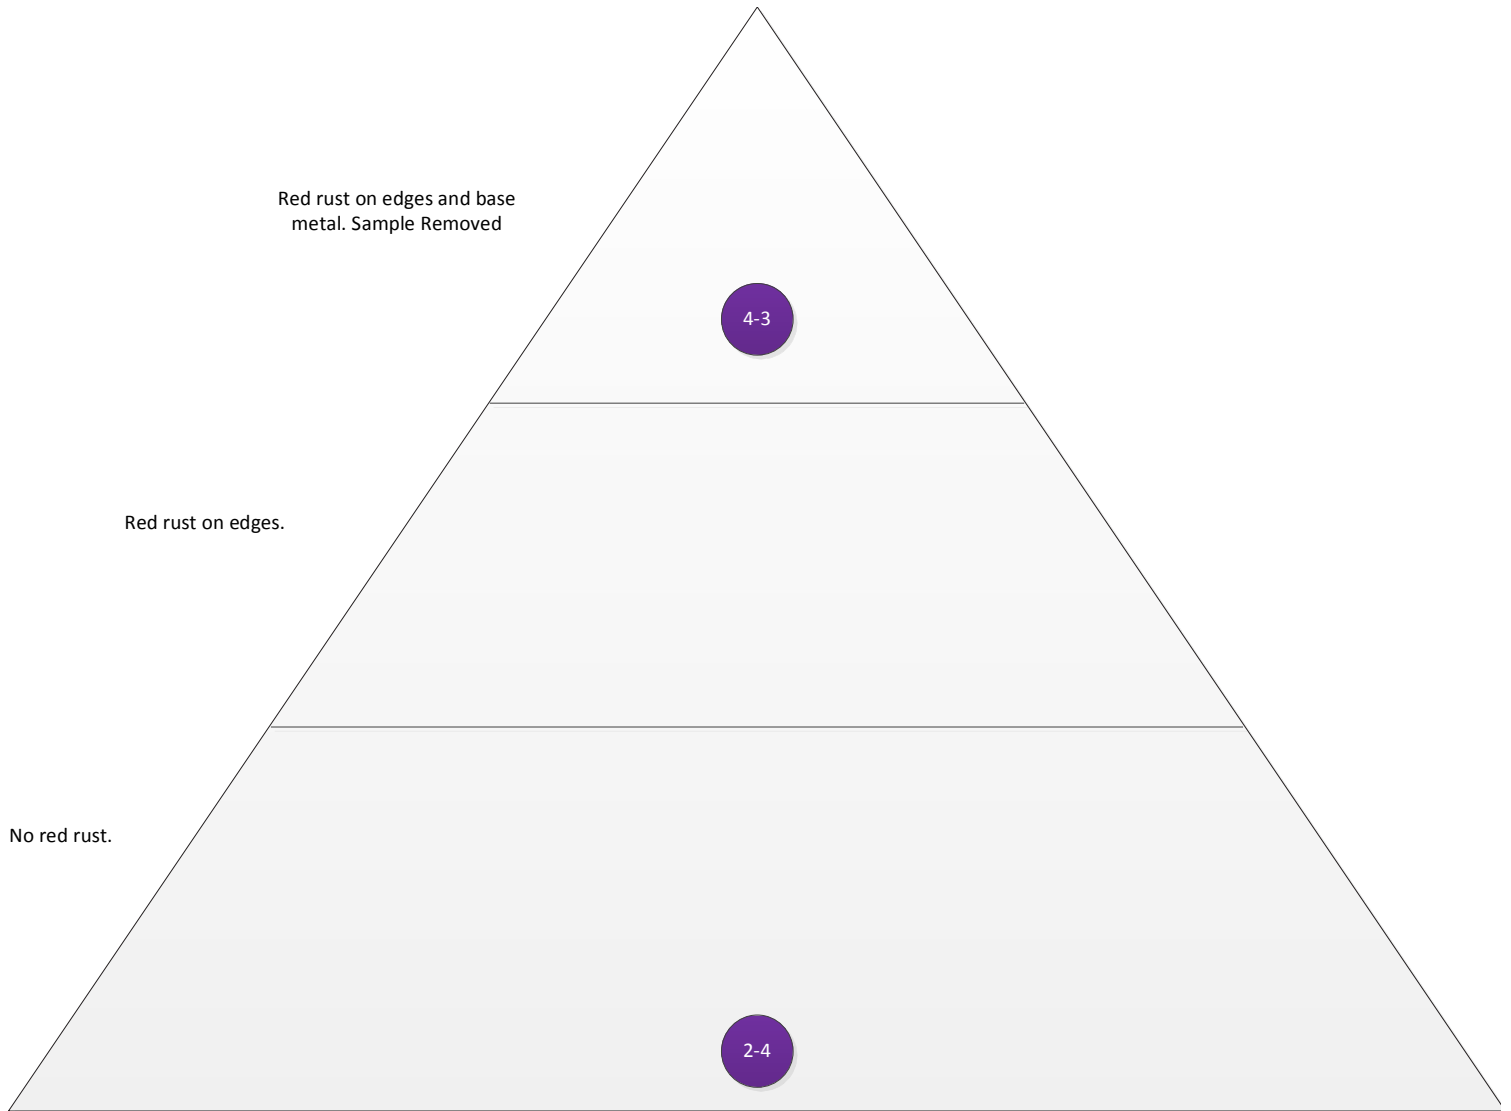 Red rust on edges and base
metal. Sample Removed
4-3
Red rust on edges.
No red rust.
2-4